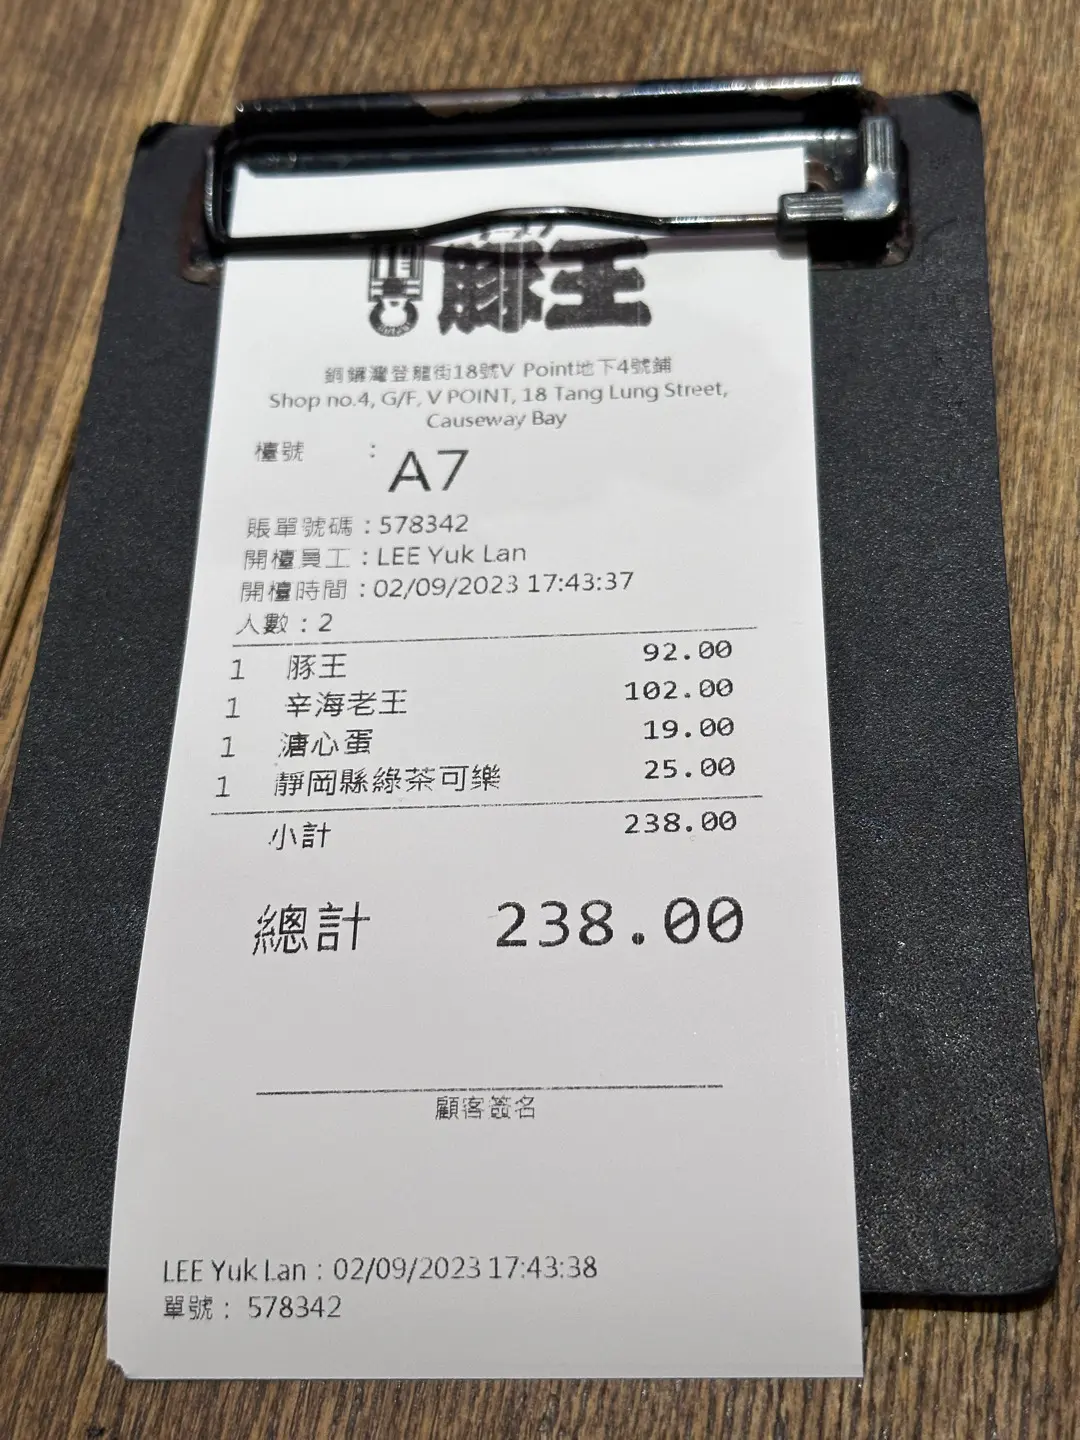 豚王
銅鑼灣登龍街18號V Point地下4號鋪
Shop no.4, G/F, V POINT, 18 Tang Lung Street,
Causeway Bay
檯號 : A7
賬單號碼 : 578342
開檯員工 : LEE Yuk Lan
開檯時間 : 02/09/2023 17:43:37
人數 : 2
1 豚王 92.00
1 辛海老王 102.00
1 溏心蛋 19.00
1 靜岡縣綠茶可樂 25.00
小計 238.00
總計 238.00
顧客簽名
LEE Yuk Lan : 02/09/2023 17:43:38
單號 : 578342